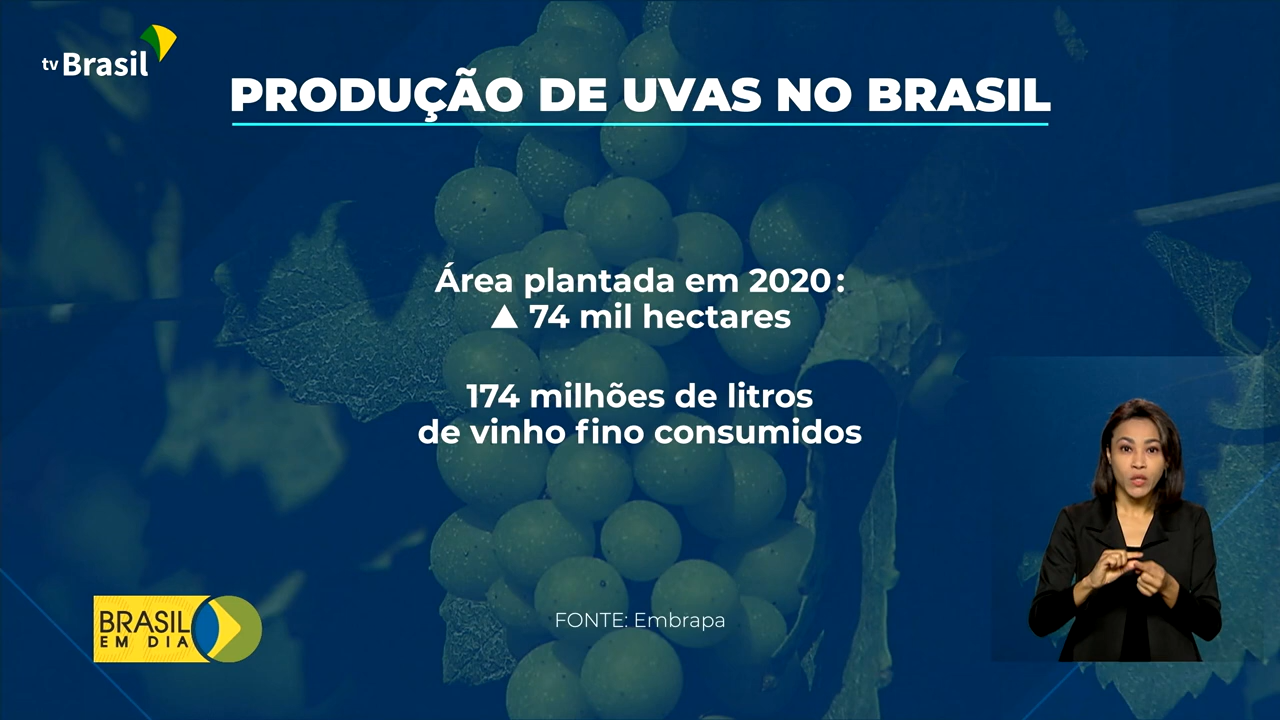 tv Brasil
PRODUÇÃO DE UVAS NO BRASIL
Área plantada em 2020:
▲ 74 mil hectares
174 milhões de litros
de vinho fino consumidos
FONTE: Embrapa
BRASIL
EM DIA